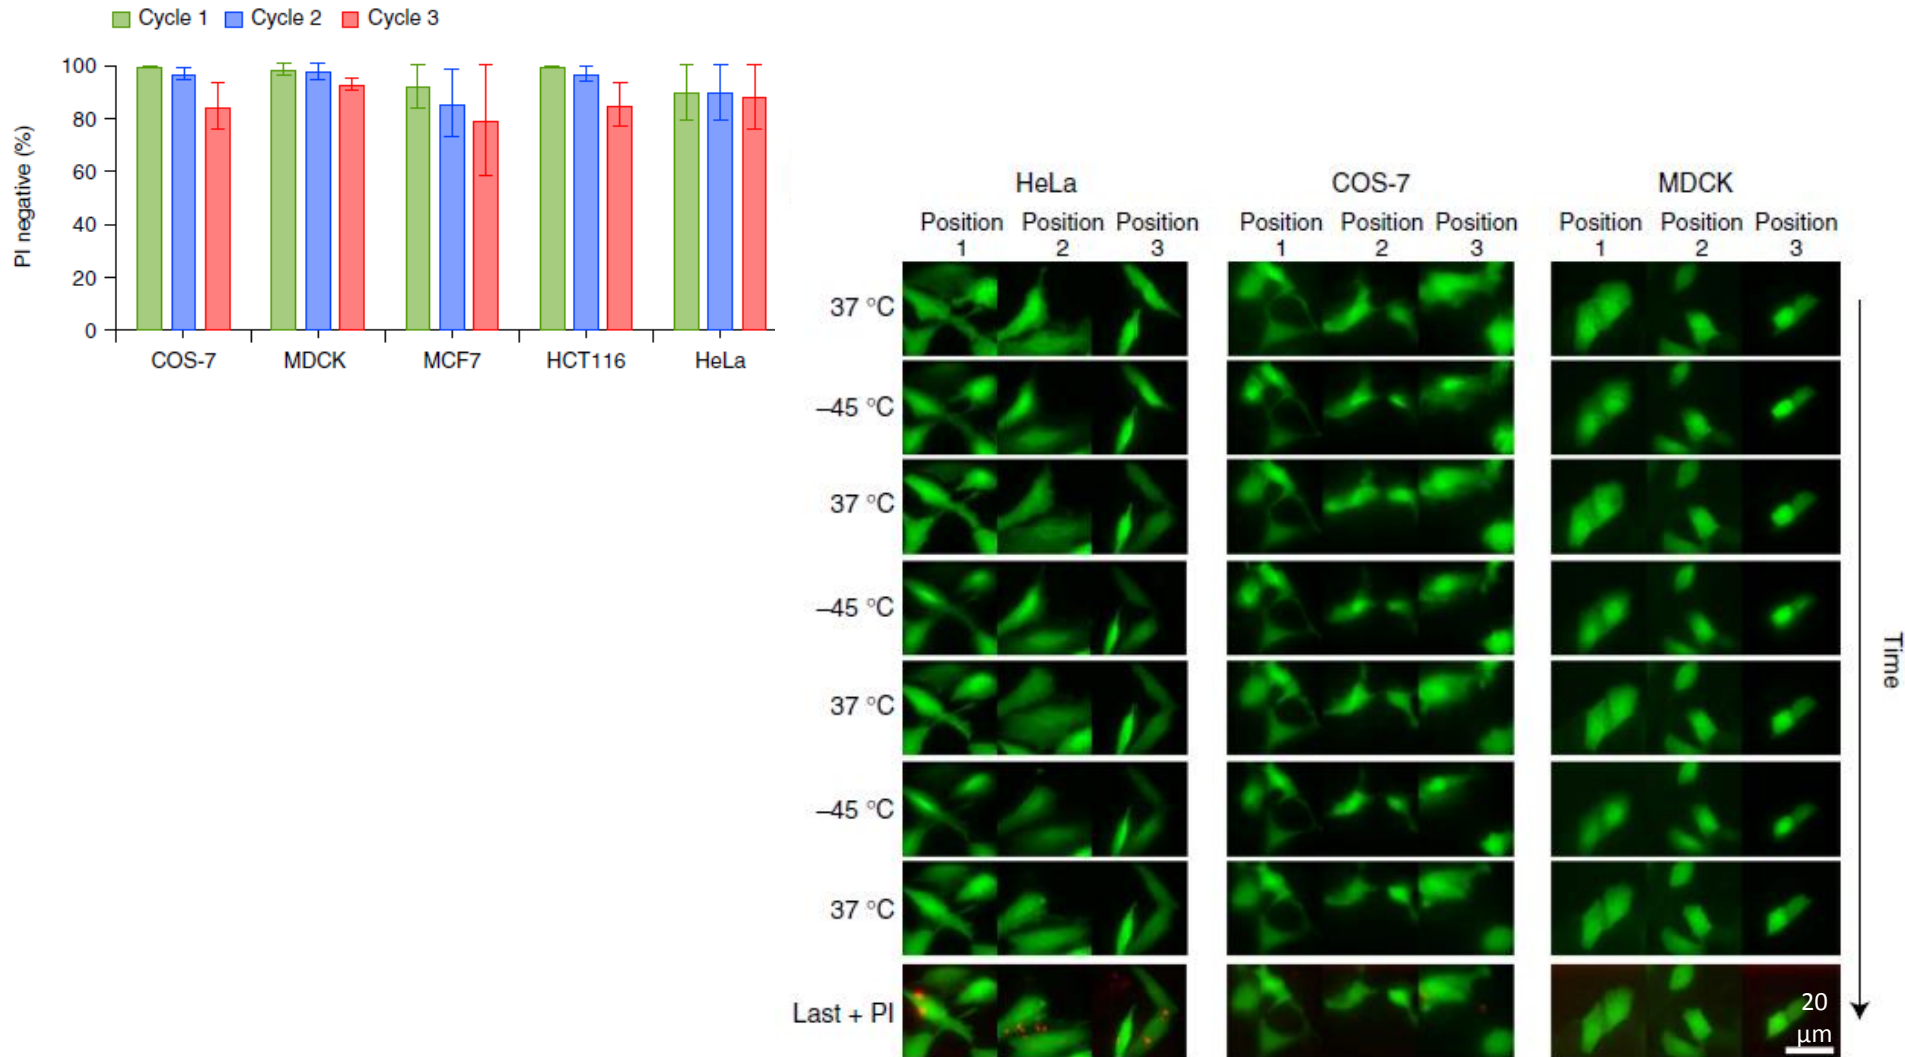 Cycle 1 Cycle 2 Cycle 3
PI negative (%)
100
80
60
40
20
0
COS-7 MDCK MCF7 HCT116 HeLa
HeLa COS-7 MDCK
Position Position Position Position Position Position Position Position Position
1 2 3 1 2 3 1 2 3
37 °C
–45 °C
37 °C
–45 °C
37 °C
–45 °C
37 °C
Last + PI
Time
20
μm